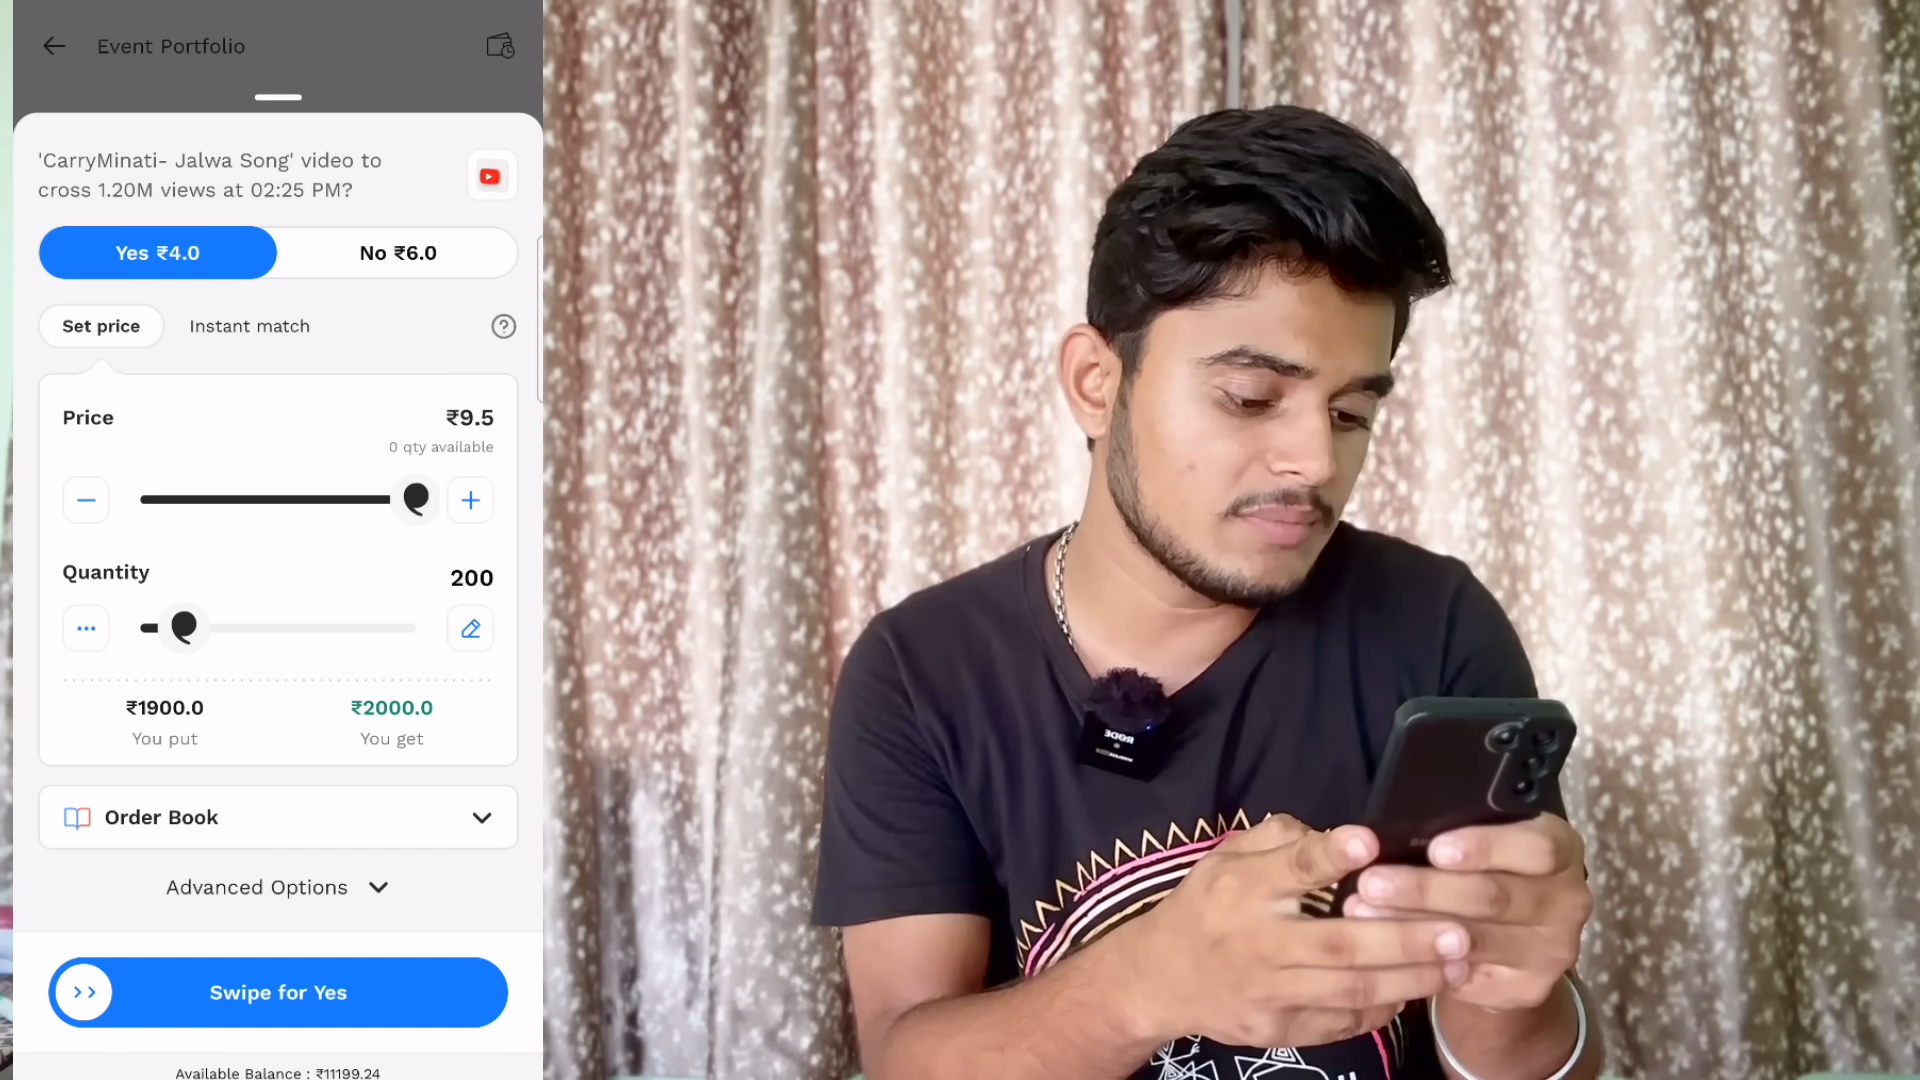 Event Portfolio
'CarryMinati- Jalwa Song' video to
cross 1.20M views at 02:25 PM?
Yes ₹4.0
No ₹6.0
Set price
Instant match
Price
₹9.5
0 qty available
Quantity
200
₹1900.0
₹2000.0
You put
You get
Order Book
Advanced Options
Swipe for Yes
Available Balance : ₹11199.24
RØDE